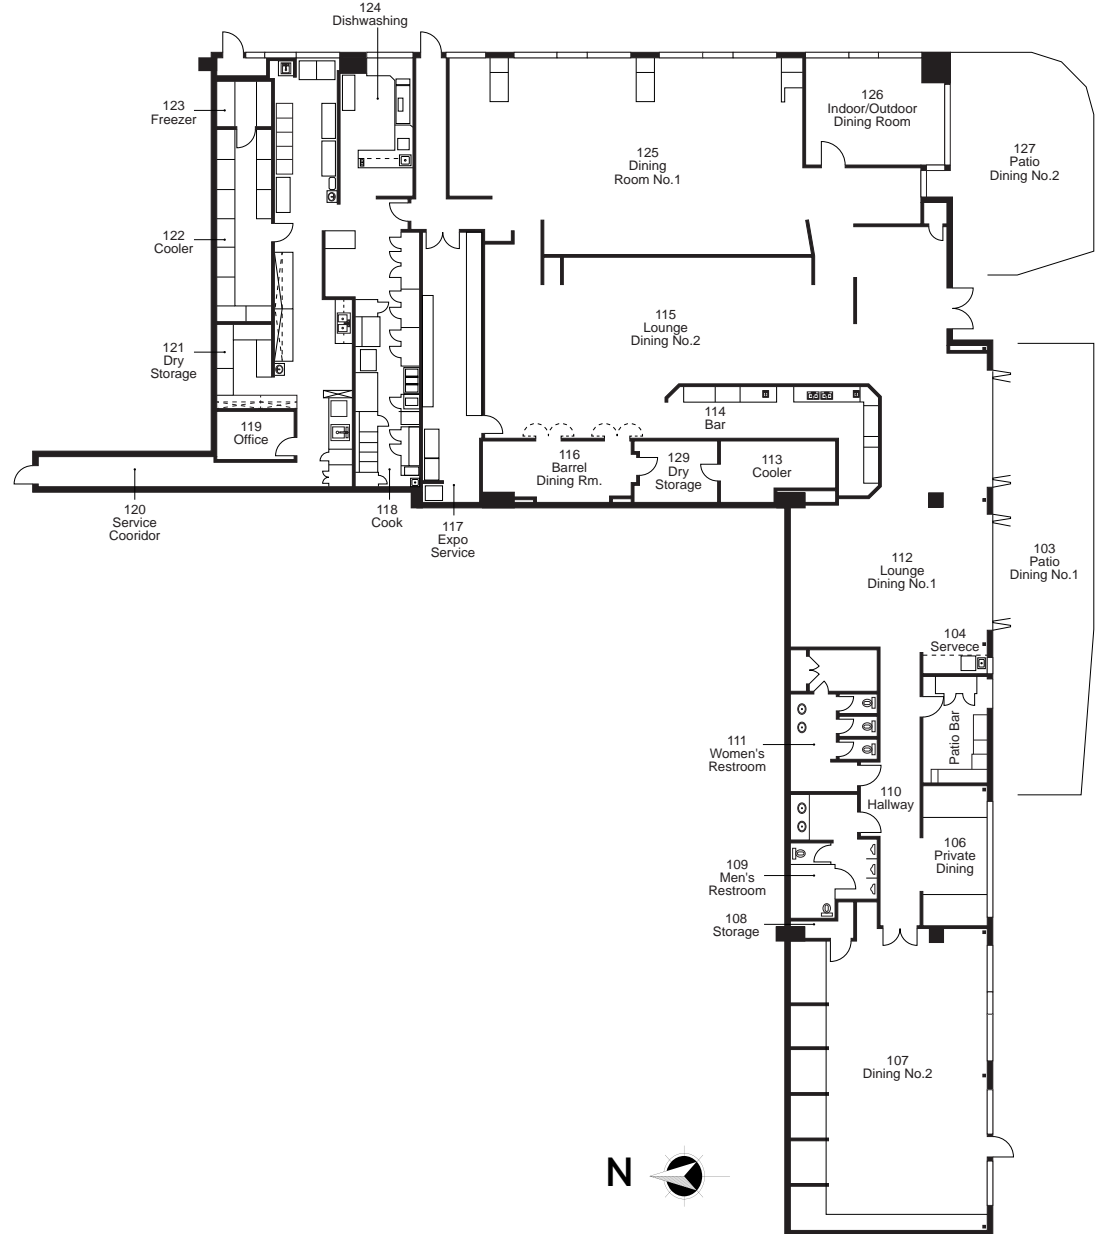 124
Dishwashing
123
Freezer
126
Indoor/Outdoor
Dining Room
125
Dining
Room No.1
127
Patio
Dining No.2
122
Cooler
115
Lounge
Dining No.2
121
Dry
Storage
114
Bar
119
Office
116
Barrel
Dining Rm.
129
Dry
Storage
113
Cooler
120
Service
Cooridor
118
Cook
117
Expo
Service
112
Lounge
Dining No.1
103
Patio
Dining No.1
104
Servece
Patio Bar
111
Women's
Restroom
110
Hallway
106
Private
Dining
109
Men's
Restroom
108
Storage
107
Dining No.2
N